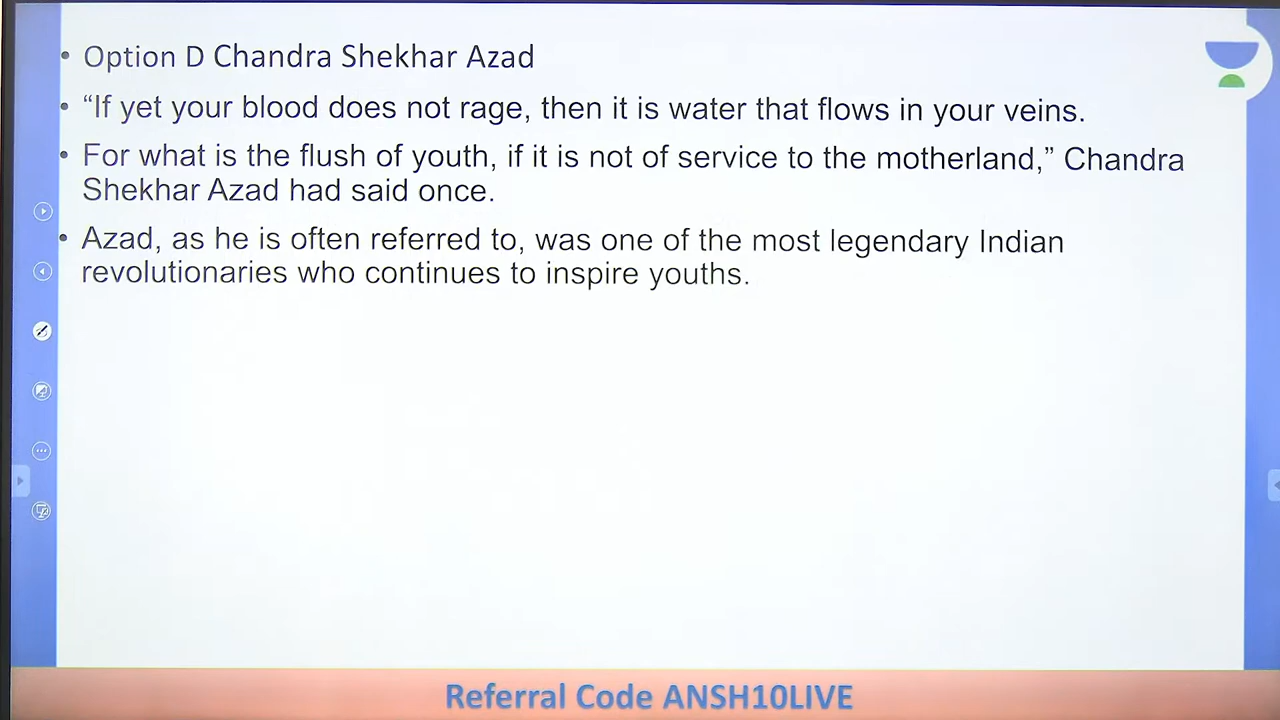 • Option D Chandra Shekhar Azad
• “If yet your blood does not rage, then it is water that flows in your veins.
• For what is the flush of youth, if it is not of service to the motherland,” Chandra
Shekhar Azad had said once.
• Azad, as he is often referred to, was one of the most legendary Indian
revolutionaries who continues to inspire youths.
Referral Code ANSH10LIVE